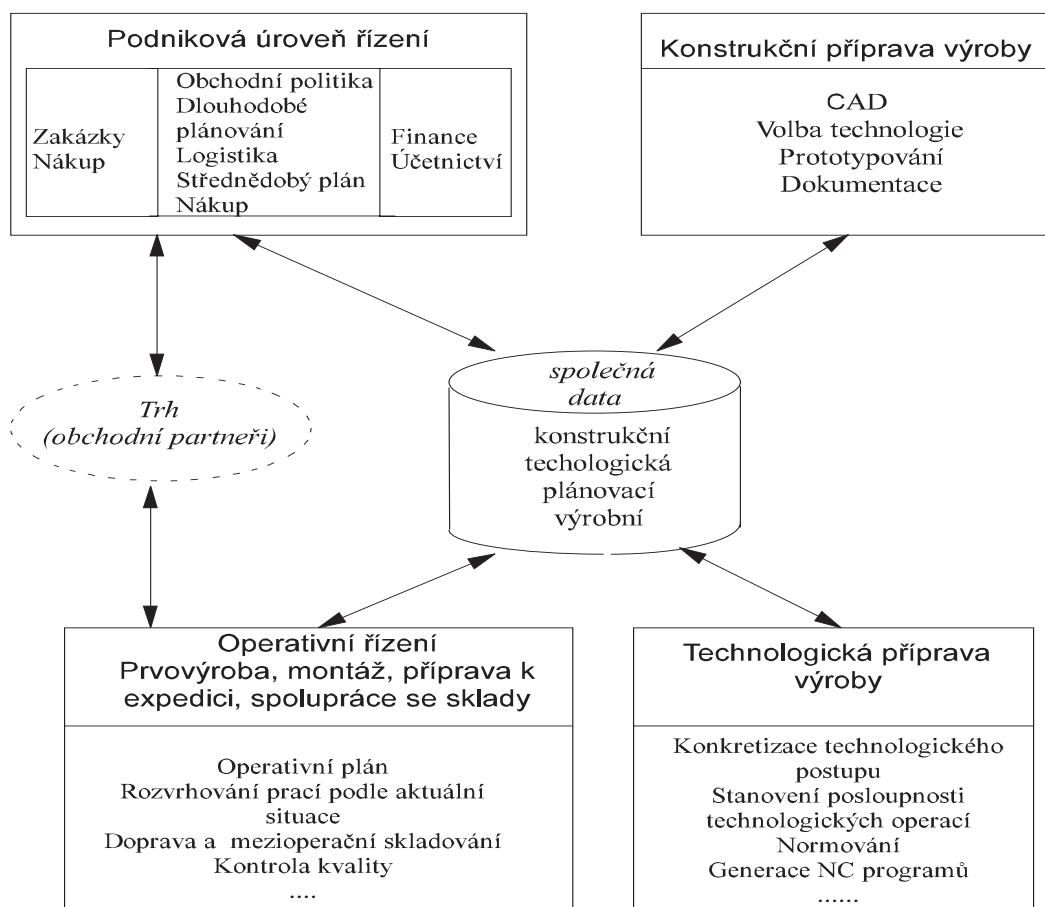 Podniková úroveň řízení
Zakázky
Nákup
Obchodní politika
Dlouhodobé
plánování
Logistika
Střednědobý plán
Nákup
Finance
Účetnictví
Konstrukční příprava výroby
CAD
Volba technologie
Prototypování
Dokumentace
Trh
(obchodní partneři)
společná
data
konstrukční
techologická
plánovací
výrobní
Operativní řízení
Prvovýroba, montáž, příprava k
expedici, spolupráce se sklady
Operativní plán
Rozvrhování prací podle aktuální
situace
Doprava a mezioperační skladování
Kontrola kvality
....
Technologická příprava
výroby
Konkretizace technologického
postupu
Stanovení posloupnosti
technologických operací
Normování
Generace NC programů
......